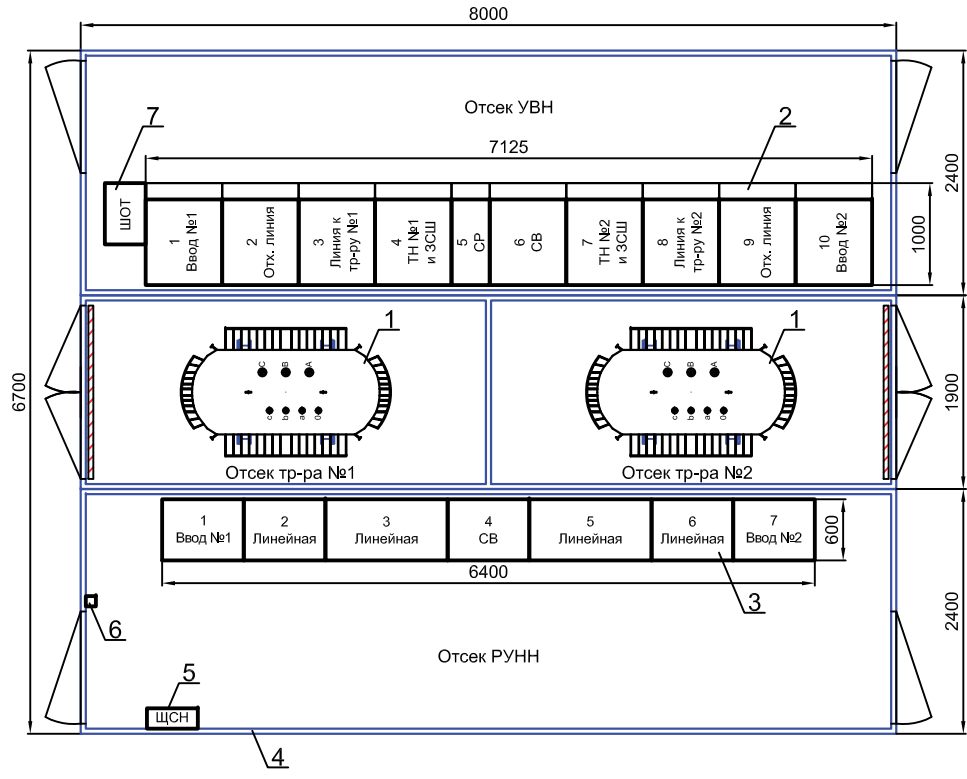 8000
Отсек УВН
7
2
7125
ШОТ
1
Ввод №1
2
Отх. линия
3
Линия к
тр-ру №1
4
ТН №1
и ЗСШ
5
СР
6
СВ
7
ТН №2
и ЗСШ
8
Линия к
тр-ру №2
9
Отх. линия
10
Ввод №2
1000
2400
6700
1
1
C
B
A
c
b
a
0
C
B
A
c
b
a
0
1900
Отсек тр-ра №1
Отсек тр-ра №2
1
Ввод №1
2
Линейная
3
Линейная
4
СВ
5
Линейная
6
Линейная
7
Ввод №2
600
6400
3
6
2400
Отсек РУНН
5
ЩСН
4